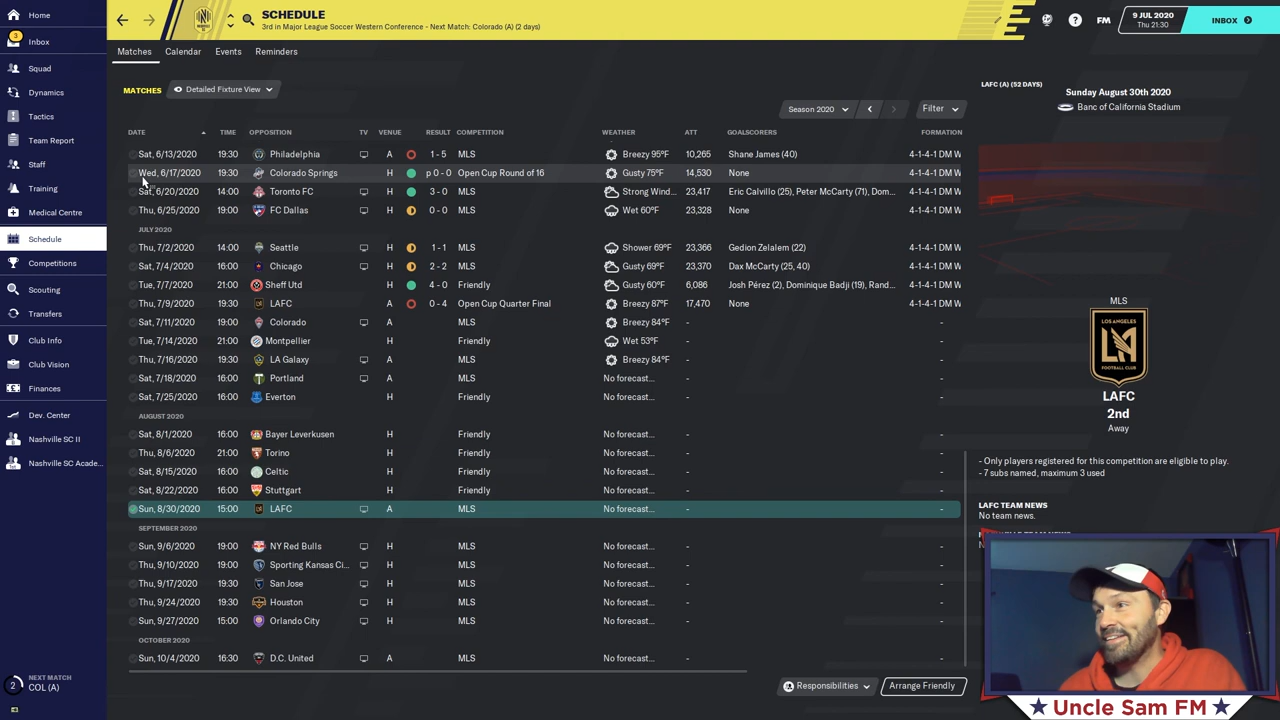 Home
SCHEDULE
3rd in Major League Soccer Western Conference - Next Match: Colorado (A) (2 days)
FM
9 JUL 2020
Thu 21:30
INBOX
3
Inbox
Squad
Dynamics
Tactics
Team Report
Staff
Training
Medical Centre
Schedule
Competitions
Scouting
Transfers
Club Info
Club Vision
Finances
Dev. Center
Nashville SC II
Nashville SC Acade...
2
NEXT MATCH
COL (A)
Matches Calendar Events Reminders
MATCHES Detailed Fixture View
Season 2020 Filter
DATE TIME OPPOSITION TV VENUE RESULT COMPETITION WEATHER ATT GOALSCORERS FORMATION
Sat, 6/13/2020 19:30 Philadelphia A 1 - 5 MLS Breezy 95°F 10,265 Shane James (40) 4-1-4-1 DM W
Wed, 6/17/2020 19:30 Colorado Springs H p 0 - 0 Open Cup Round of 16 Gusty 75°F 14,530 None 4-1-4-1 DM W
Sat, 6/20/2020 14:00 Toronto FC H 3 - 0 MLS Strong Wind... 23,417 Eric Calvillo (25), Peter McCarty (71), Dom... 4-1-4-1 DM W
Thu, 6/25/2020 19:00 FC Dallas H 0 - 0 MLS Wet 60°F 23,328 None 4-1-4-1 DM W
JULY 2020
Thu, 7/2/2020 14:00 Seattle H 1 - 1 MLS Shower 69°F 23,366 Gedion Zelalem (22) 4-1-4-1 DM W
Sat, 7/4/2020 16:00 Chicago H 2 - 2 MLS Gusty 69°F 23,370 Dax McCarty (25, 40) 4-1-4-1 DM W
Tue, 7/7/2020 21:00 Sheff Utd H 4 - 0 Friendly Gusty 60°F 6,086 Josh Pérez (2), Dominique Badji (19), Rand... 4-1-4-1 DM W
Thu, 7/9/2020 19:30 LAFC A 0 - 4 Open Cup Quarter Final Breezy 87°F 17,470 None 4-1-4-1 DM W
Sat, 7/11/2020 19:00 Colorado A MLS Breezy 84°F - -
Tue, 7/14/2020 21:00 Montpellier H Friendly Wet 53°F - -
Thu, 7/16/2020 19:30 LA Galaxy A MLS Breezy 84°F - -
Sat, 7/18/2020 16:00 Portland A MLS No forecast... - -
Sat, 7/25/2020 16:00 Everton H Friendly No forecast... - -
AUGUST 2020
Sat, 8/1/2020 16:00 Bayer Leverkusen H Friendly No forecast... - -
Thu, 8/6/2020 21:00 Torino H Friendly No forecast... - -
Sat, 8/15/2020 16:00 Celtic H Friendly No forecast... - -
Sat, 8/22/2020 16:00 Stuttgart H Friendly No forecast... - -
Sun, 8/30/2020 15:00 LAFC A MLS No forecast... - -
SEPTEMBER 2020
Sun, 9/6/2020 19:00 NY Red Bulls H MLS No forecast... - -
Thu, 9/10/2020 19:00 Sporting Kansas Ci... H MLS No forecast... - -
Thu, 9/17/2020 19:30 San Jose H MLS No forecast... - -
Thu, 9/24/2020 19:30 Houston H MLS No forecast... - -
Sun, 9/27/2020 15:00 Orlando City H MLS No forecast... - -
OCTOBER 2020
Sun, 10/4/2020 16:30 D.C. United A MLS No forecast... - -
Responsibilities Arrange Friendly
LAFC (A) (52 DAYS)
Sunday August 30th 2020
Banc of California Stadium
MLS
LOS ANGELES
FOOTBALL CLUB
LAFC
2nd
Away
- Only players registered for this competition are eligible to play.
- 7 subs named, maximum 3 used
LAFC TEAM NEWS
No team news.
Uncle Sam FM